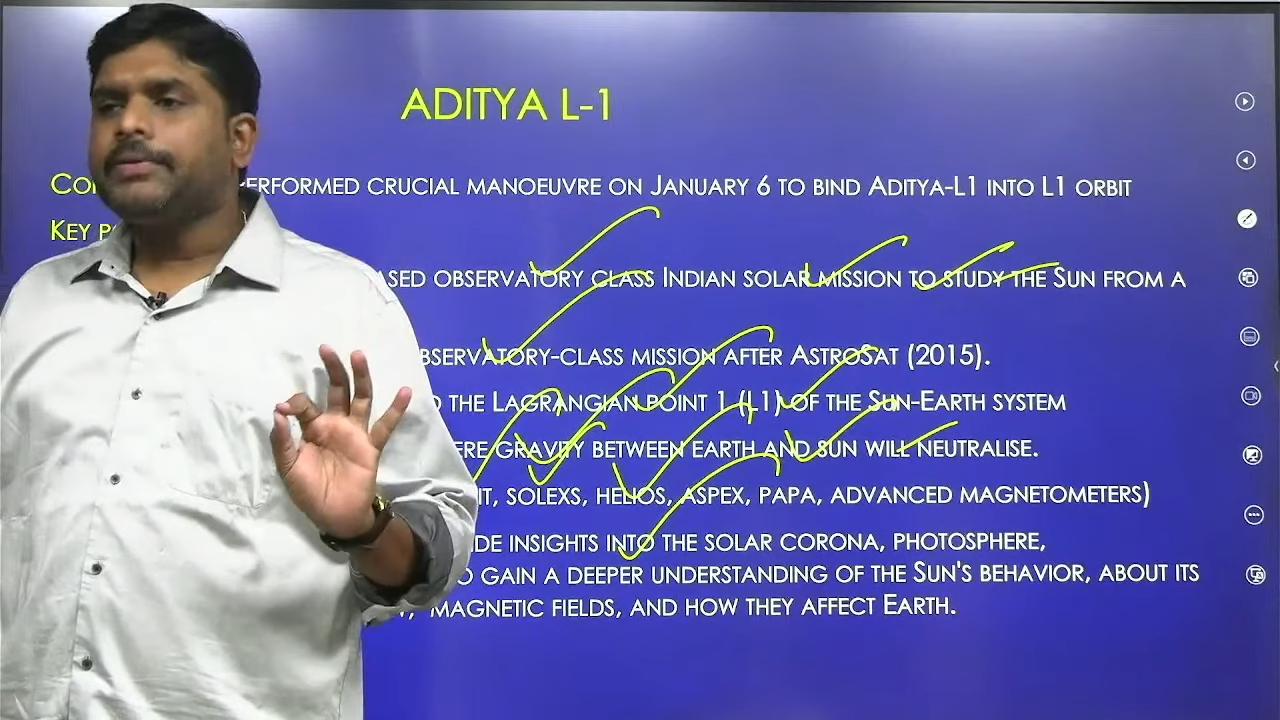 ADITYA L-1
ERFORMED CRUCIAL MANOEUVRE ON JANUARY 6 TO BIND ADITYA-L1 INTO L1 ORBIT
KEY
ASED OBSERVATORY CLASS INDIAN SOLAR MISSION TO STUDY THE SUN FROM A
BSERVATORY-CLASS MISSION AFTER ASTROSAT (2015).
THE LAGRANGIAN POINT 1 (L1) OF THE SUN-EARTH SYSTEM
ERE GRAVITY BETWEEN EARTH AND SUN WILL NEUTRALISE.
IT, SOLEXS, HELIOS, ASPEX, PAPA, ADVANCED MAGNETOMETERS)
DE INSIGHTS INTO THE SOLAR CORONA, PHOTOSPHERE,
O GAIN A DEEPER UNDERSTANDING OF THE SUN'S BEHAVIOR, ABOUT ITS
MAGNETIC FIELDS, AND HOW THEY AFFECT EARTH.